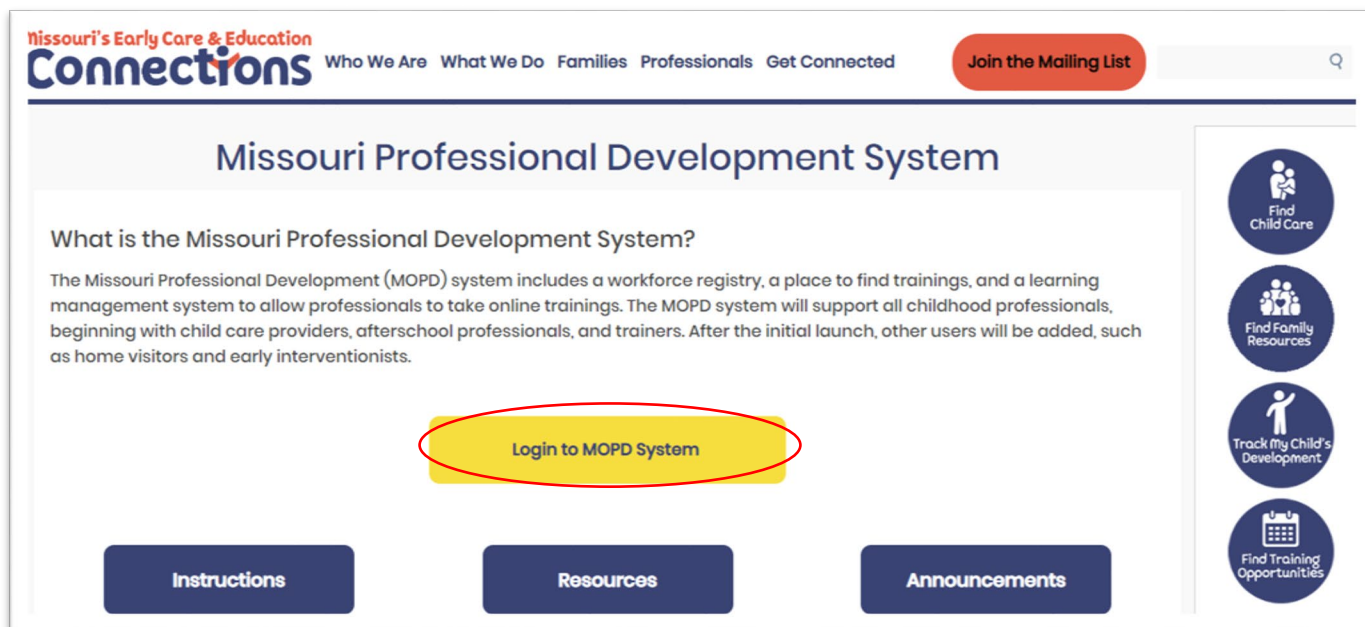 Missouri's Early Care & Education
Connections
Who We Are What We Do Families Professionals Get Connected
Join the Mailing List
Missouri Professional Development System
What is the Missouri Professional Development System?
The Missouri Professional Development (MOPD) system includes a workforce registry, a place to find trainings, and a learning
management system to allow professionals to take online trainings. The MOPD system will support all childhood professionals,
beginning with child care providers, afterschool professionals, and trainers. After the initial launch, other users will be added, such
as home visitors and early interventionists.
Login to MOPD System
Instructions
Resources
Announcements
Find
Child Care
Find Family
Resources
Track My Child's
Development
Find Training
Opportunities